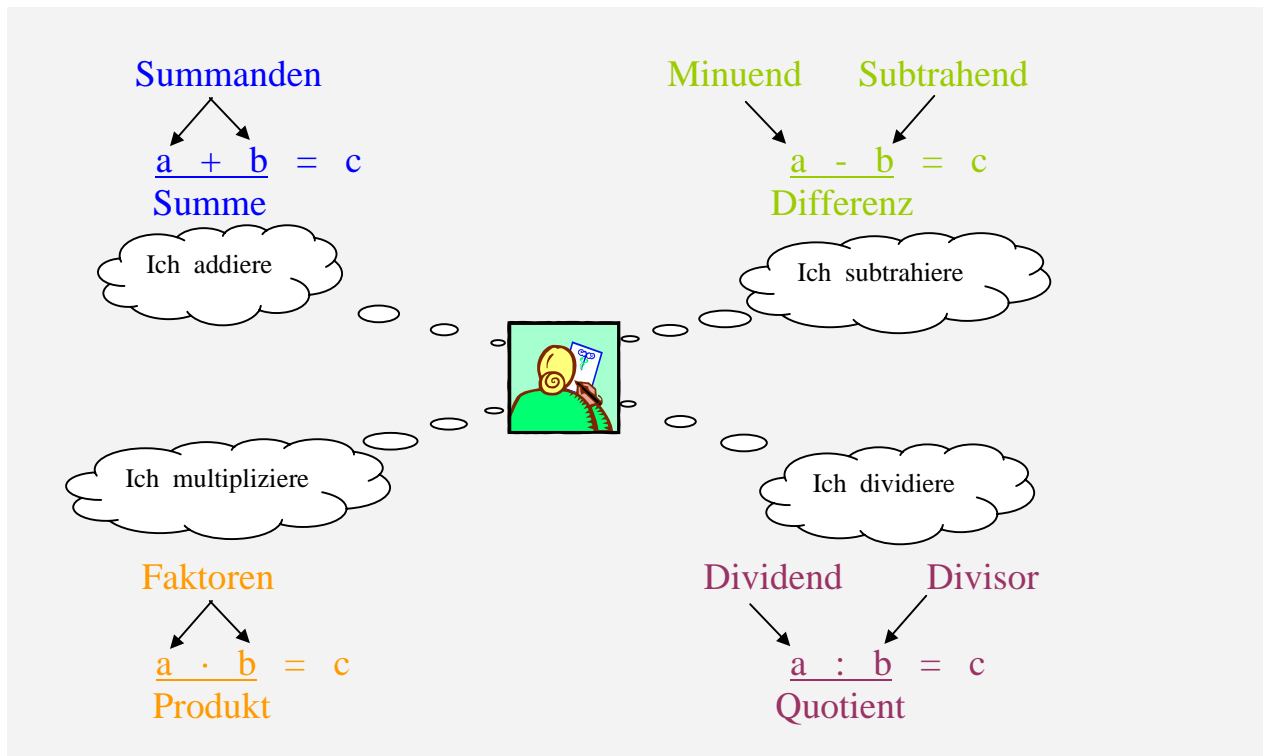 Summanden
a + b = c
Summe
Ich addiere
Minuend Subtrahend
a - b = c
Differenz
Ich subtrahiere
Ich multipliziere
Faktoren
a · b = c
Produkt
Ich dividiere
Dividend Divisor
a : b = c
Quotient